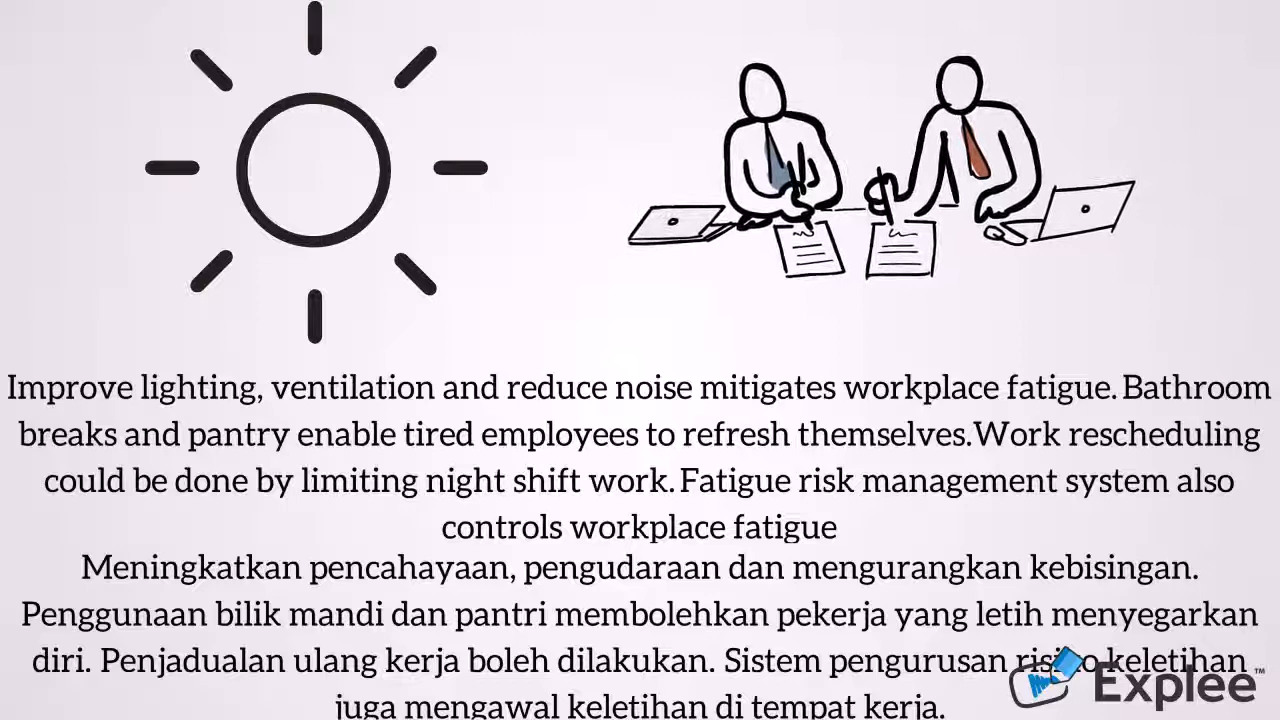 Improve lighting, ventilation and reduce noise mitigates workplace fatigue. Bathroom
breaks and pantry enable tired employees to refresh themselves.Work rescheduling
could be done by limiting night shift work. Fatigue risk management system also
controls workplace fatigue
Meningkatkan pencahayaan, pengudaraan dan mengurangkan kebisingan.
Penggunaan bilik mandi dan pantri membolehkan pekerja yang letih menyegarkan
diri. Penjadualan ulang kerja boleh dilakukan. Sistem pengurusan risiko keletihan
juga mengawal keletihan di tempat kerja.
Explee™